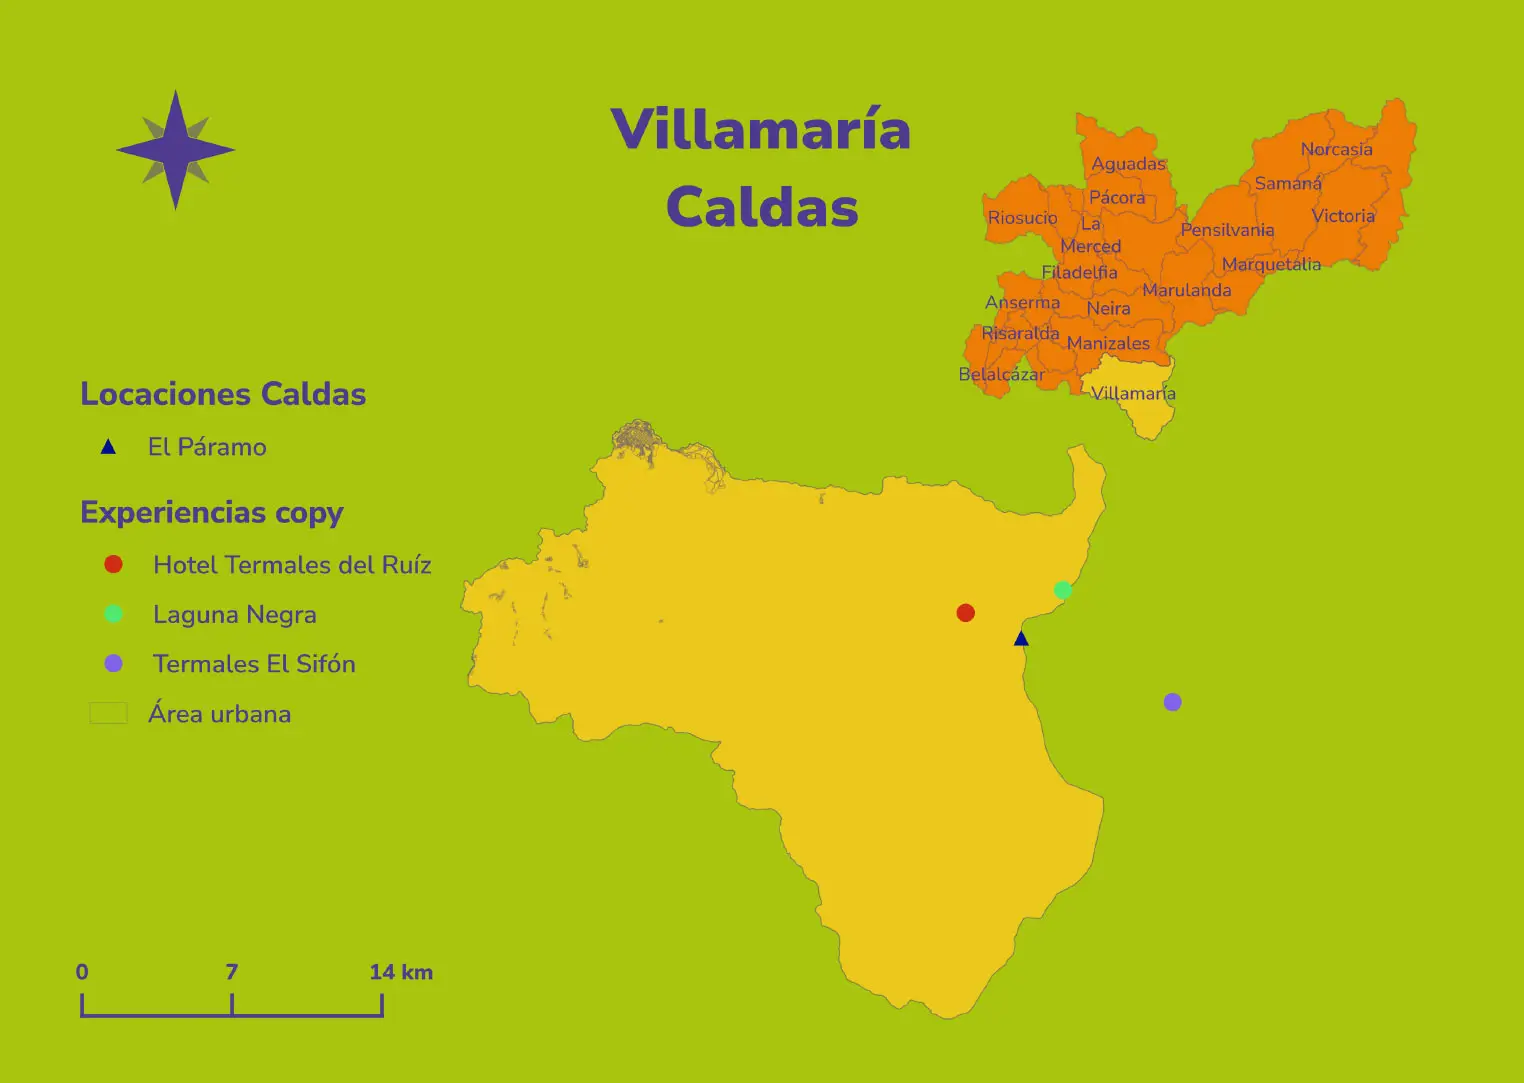 Villamaría
Caldas
Aguadas
Norcasia
Samaná
Pácora
Riosucio
La
Merced
Victoria
Pensilvania
Marquetalia
Filadelfia
Marulanda
Anserma
Neira
Risaralda
Manizales
Belalcázar
Villamaría
Locaciones Caldas
El Páramo
Experiencias copy
Hotel Termales del Ruíz
Laguna Negra
Termales El Sifón
Área urbana
0 7 14 km